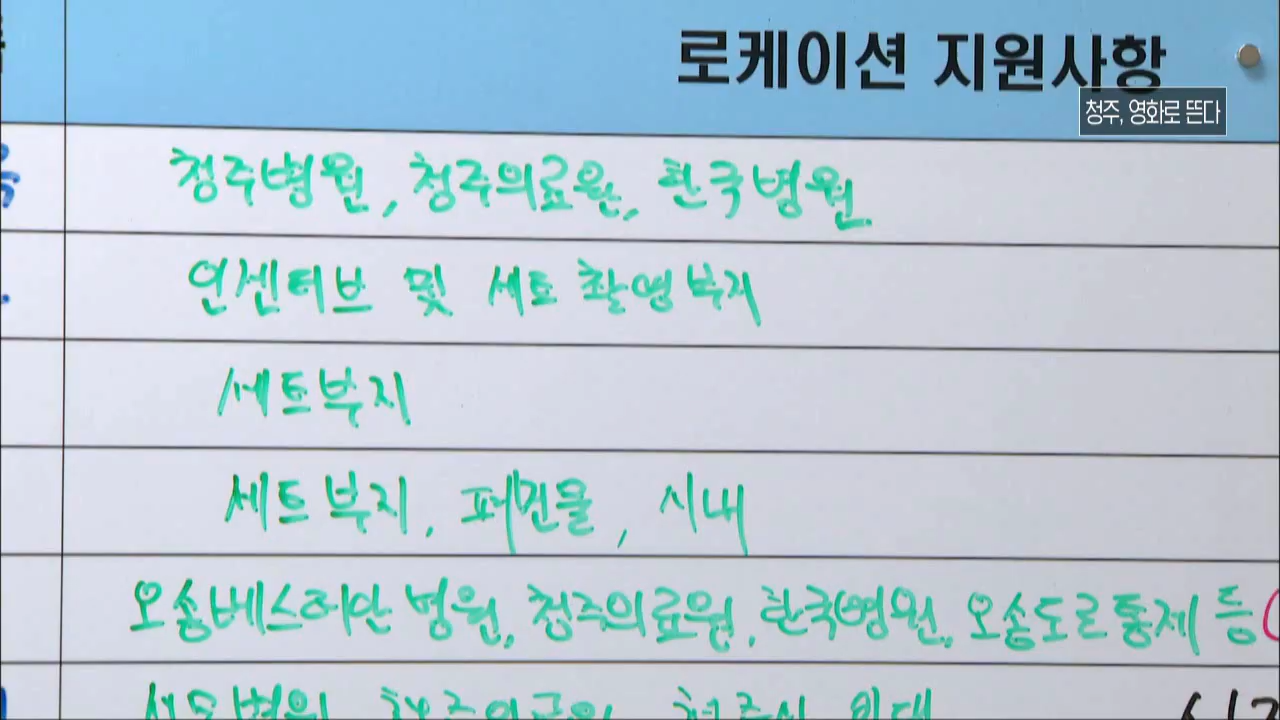 로케이션 지원사항
청주, 영화로 뜬다
청주병원, 청주의료원, 한국병원.
인센티브 및 세트 촬영부지
세트부지
세트부지, 폐건물, 시내
오송베스티안 병원, 청주의료원, 한국병원, 오송도로통제 등